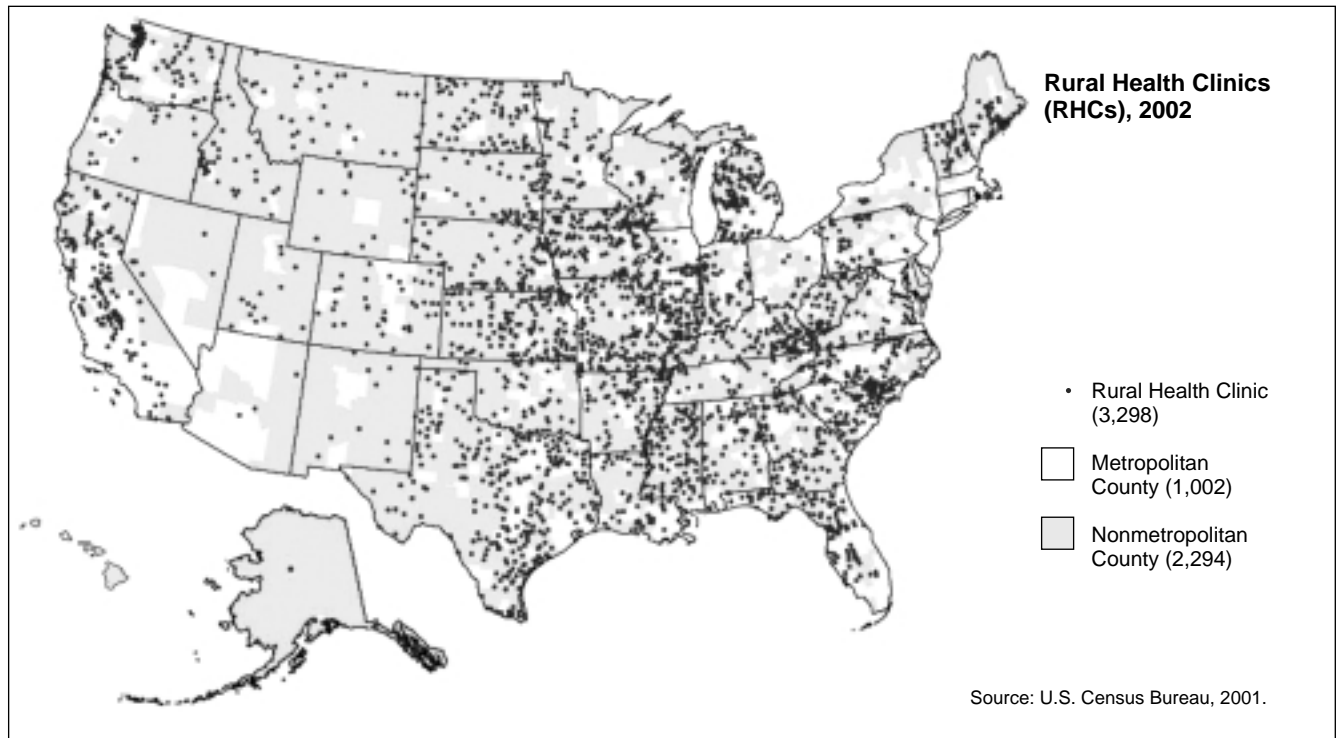 Rural Health Clinics
(RHCs), 2002
Rural Health Clinic
(3,298)
Metropolitan
County (1,002)
Nonmetropolitan
County (2,294)
Source: U.S. Census Bureau, 2001.